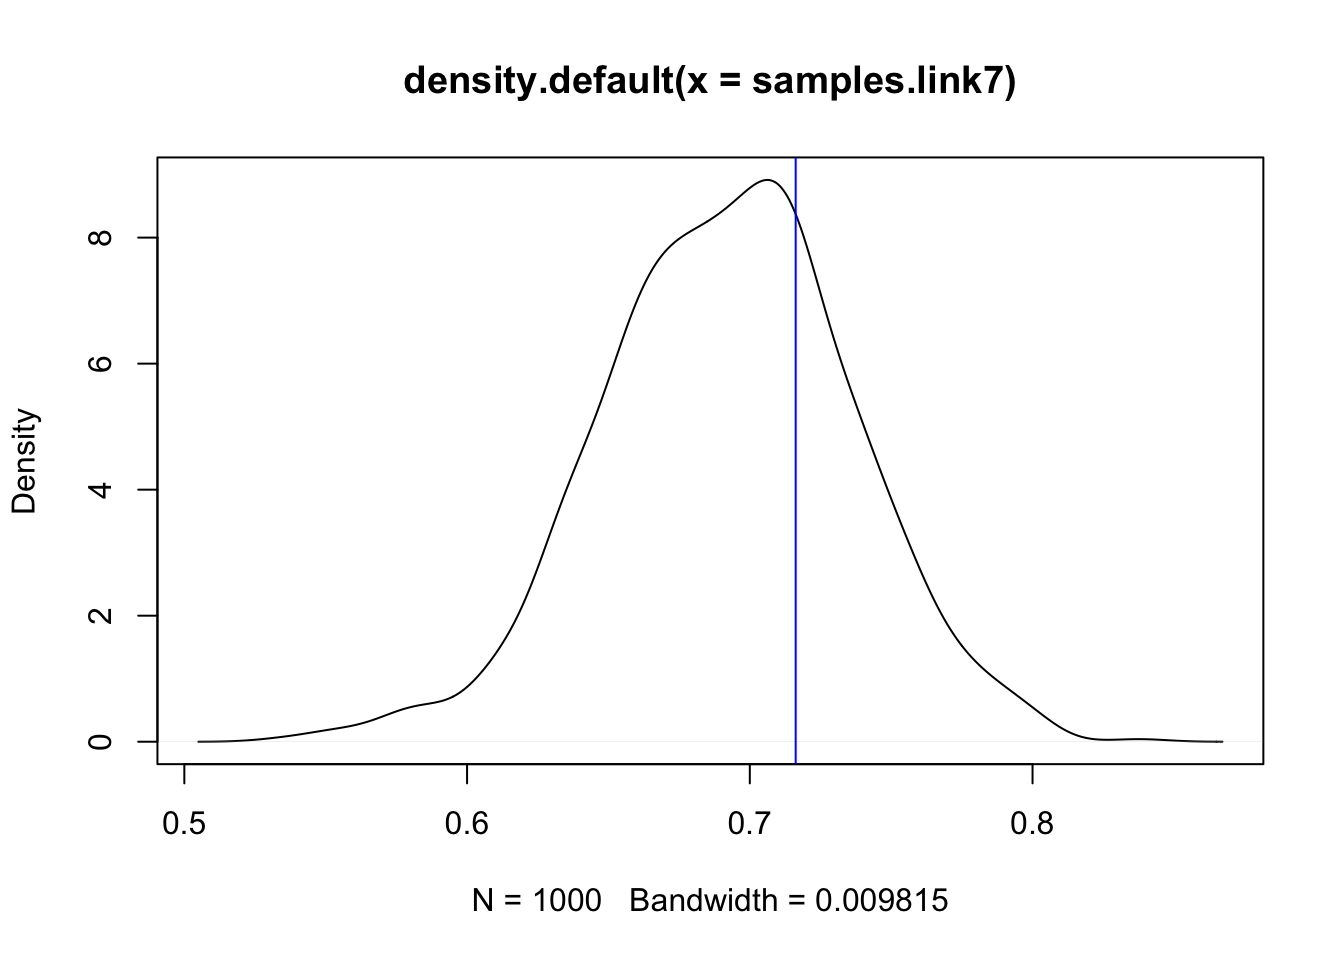 density.default(x = samples.link7)
Density
8
6
4
2
0
0.5 0.6 0.7 0.8
N = 1000 Bandwidth = 0.009815